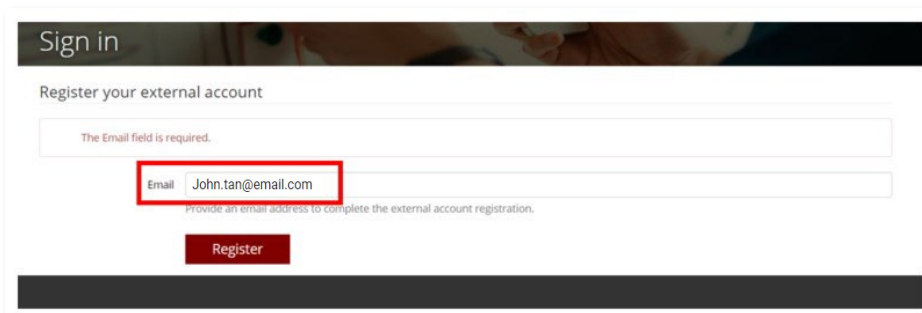 Sign in
Register your external account
The Email field is required.
Email John.tan@email.com
Provide an email address to complete the external account registration.
Register